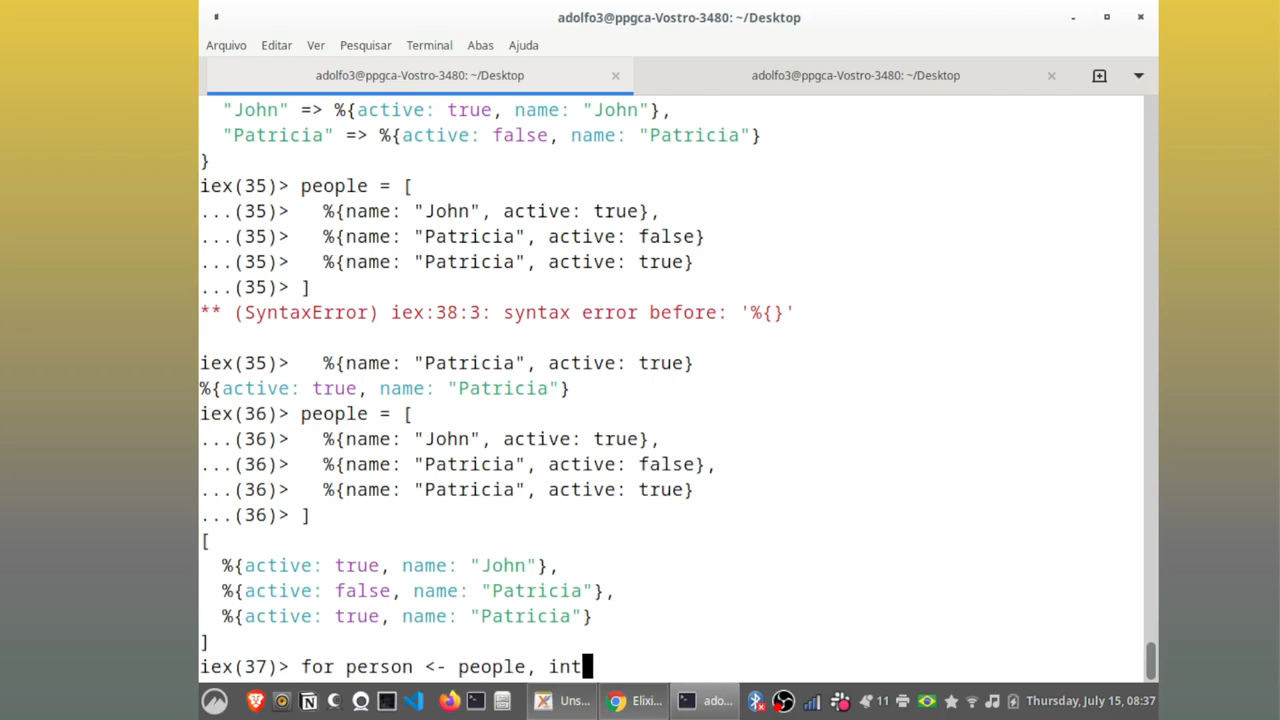 adolfo3@ppgca-Vostro-3480: ~/Desktop
Arquivo Editar Ver Pesquisar Terminal Abas Ajuda
adolfo3@ppgca-Vostro-3480: ~/Desktop × adolfo3@ppgca-Vostro-3480: ~/Desktop ×
"John" => %{active: true, name: "John"},
"Patricia" => %{active: false, name: "Patricia"}
}
iex(35)> people = [
...(35)> %{name: "John", active: true},
...(35)> %{name: "Patricia", active: false}
...(35)> %{name: "Patricia", active: true}
...(35)> ]
** (SyntaxError) iex:38:3: syntax error before: '%{}'
iex(35)> %{name: "Patricia", active: true}
%{active: true, name: "Patricia"}
iex(36)> people = [
...(36)> %{name: "John", active: true},
...(36)> %{name: "Patricia", active: false},
...(36)> %{name: "Patricia", active: true}
...(36)> ]
[
%{active: true, name: "John"},
%{active: false, name: "Patricia"},
%{active: true, name: "Patricia"}
]
iex(37)> for person <- people, int
Uns... Elixi... ado... 11 Thursday, July 15, 08:37